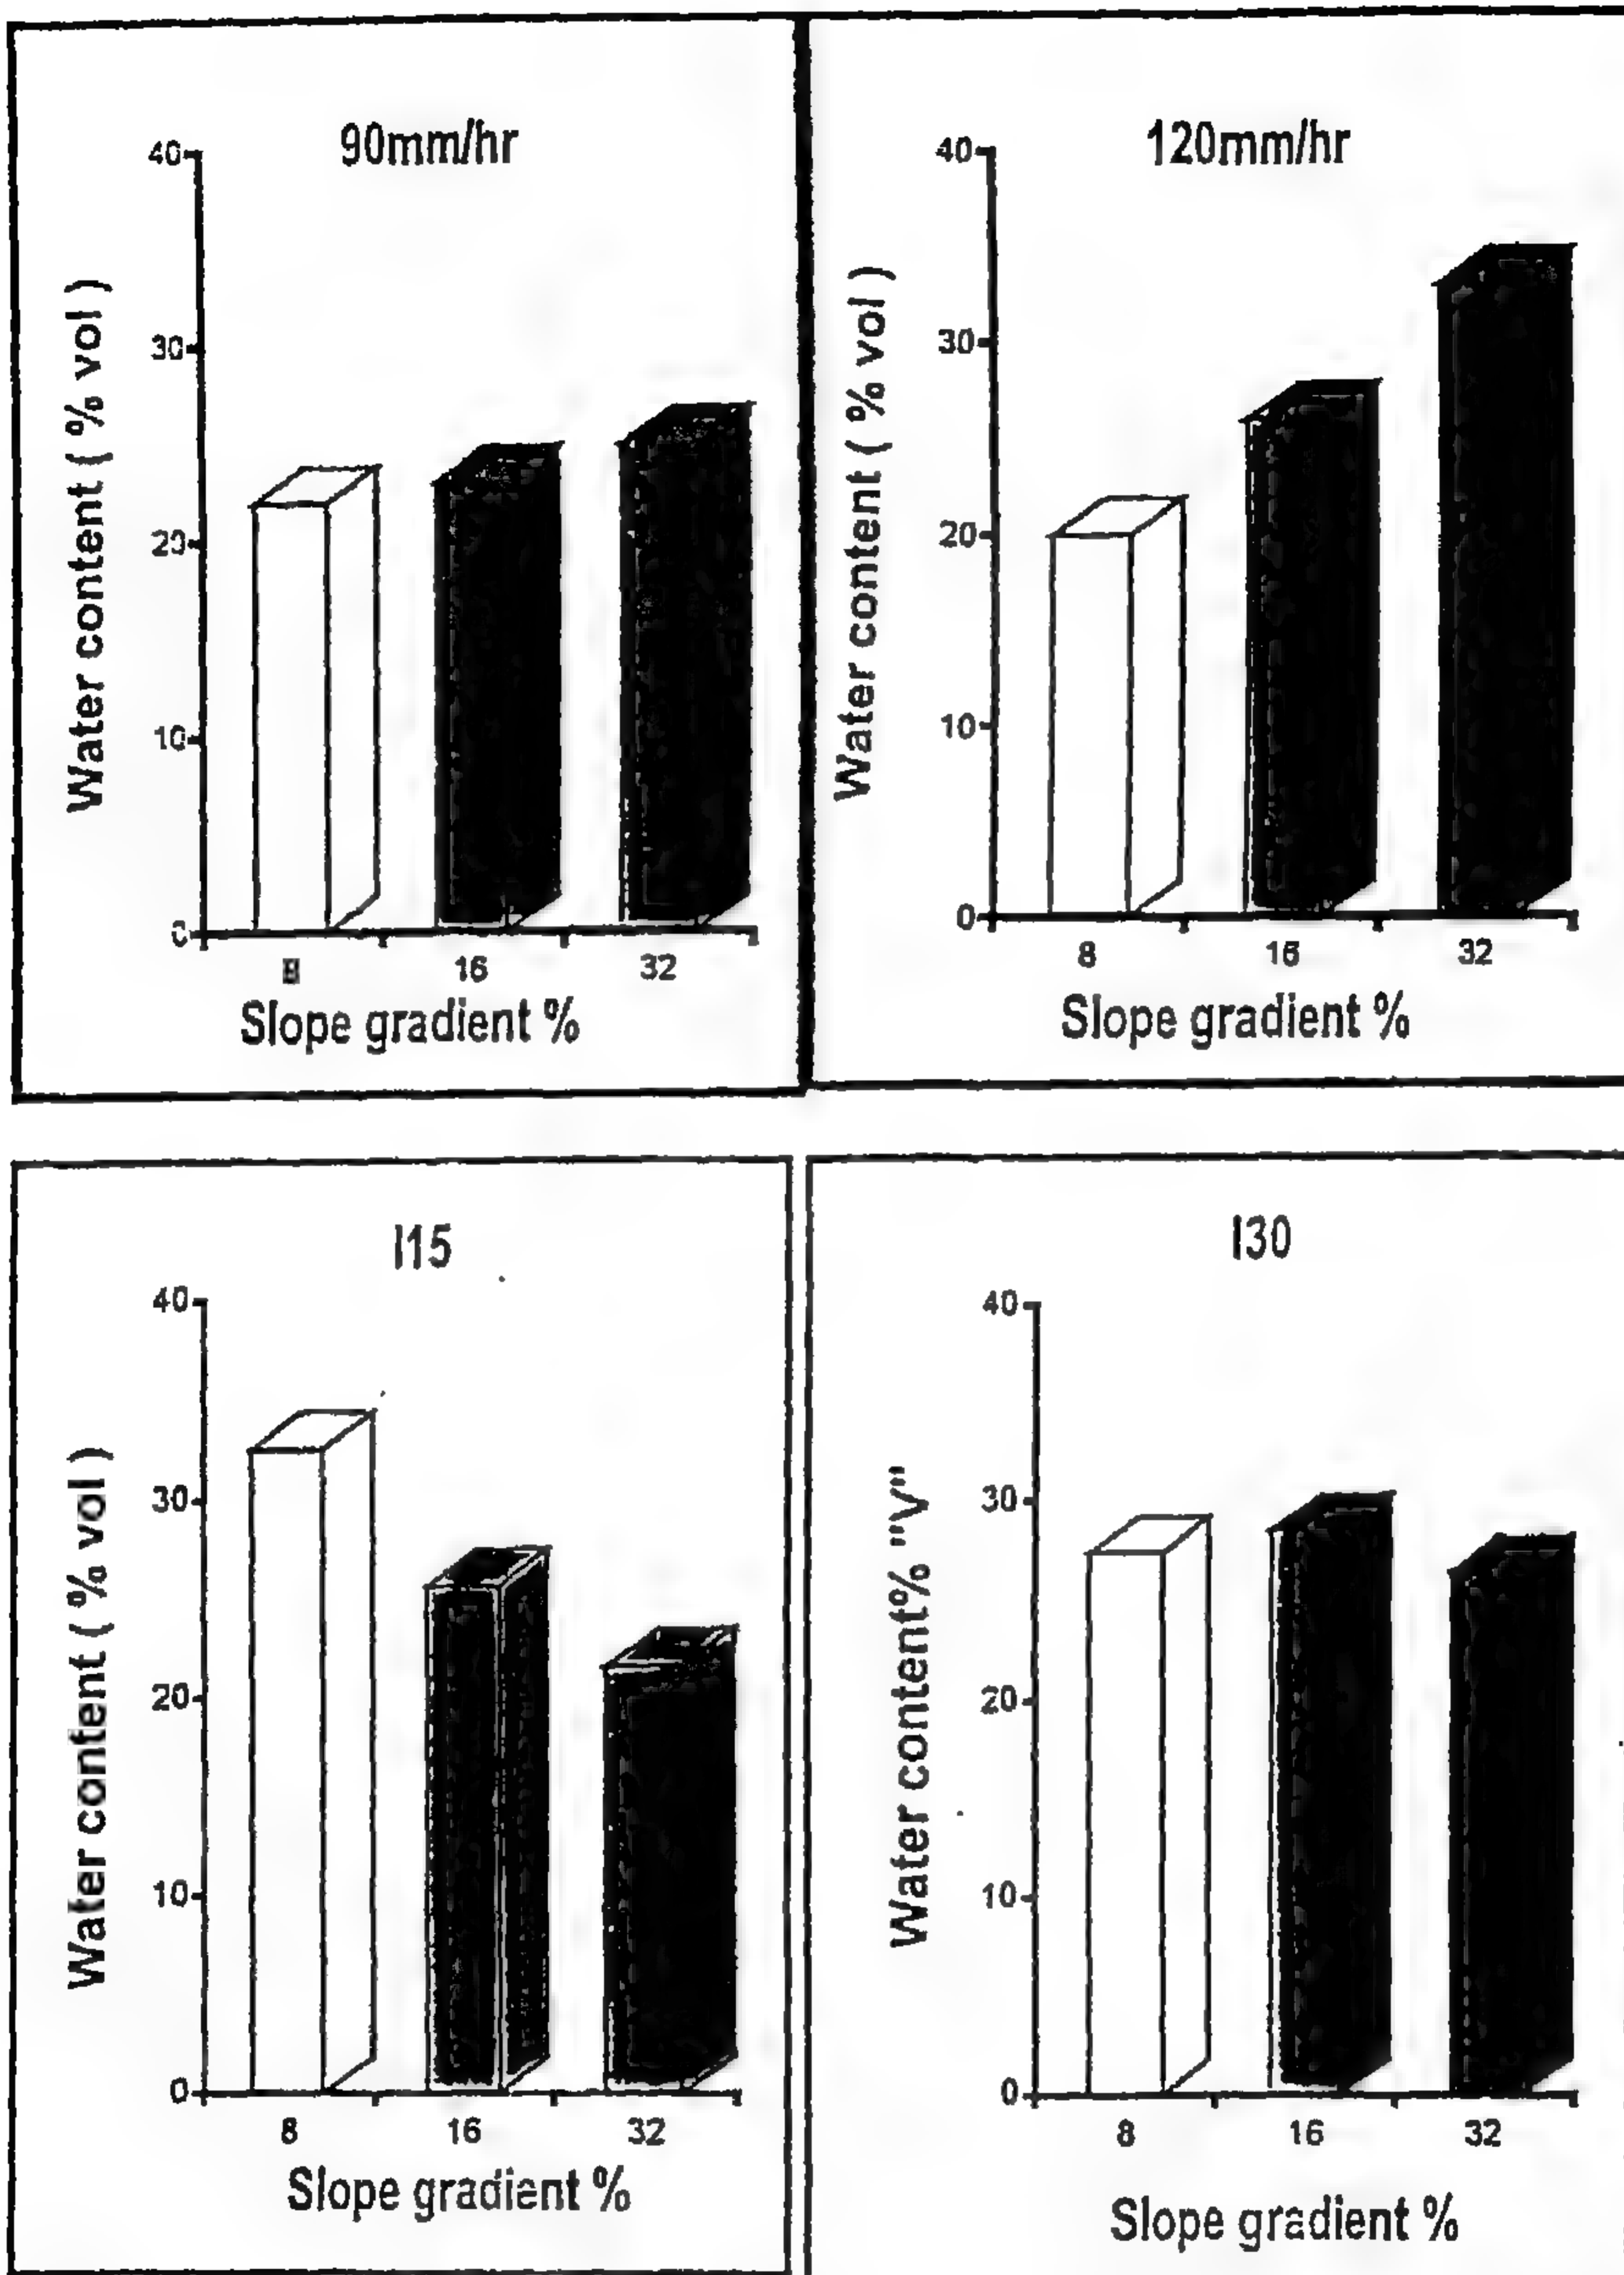 90mm/hr
Water content ( % vol )
40
30
20
10
0
8 16 32
Slope gradient %
120mm/hr
Water content ( % vol )
40
30
20
10
0
8 16 32
Slope gradient %
I15
Water content ( % vol )
40
30
20
10
0
8 16 32
Slope gradient %
I30
Water content% "V"
40
30
20
10
0
8 16 32
Slope gradient %